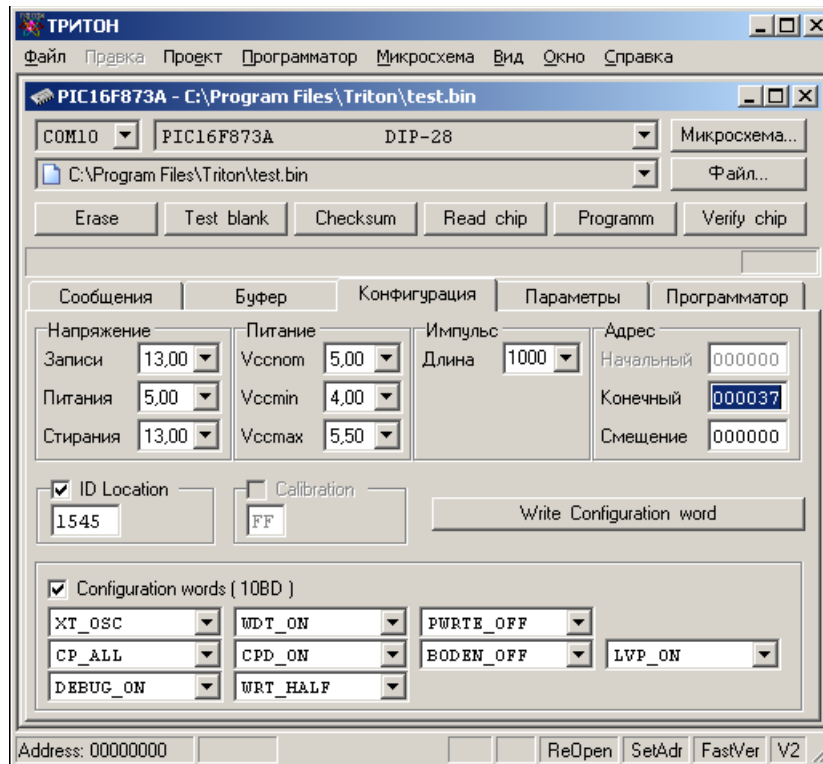 ТРИТОН
Файл Правка Проект Программатор Микросхема Вид Окно Справка
PIC16F873A - C:\Program Files\Triton\test.bin
COM10 PIC16F873A DIP-28 Микросхема...
C:\Program Files\Triton\test.bin Файл...
Erase Test blank Checksum Read chip Programm Verify chip
Сообщения Буфер Конфигурация Параметры Программатор
Напряжение Питание Импульс Адрес
Записи 13,00 Vccnom 5,00 Длина 1000 Начальный 000000
Питания 5,00 Vccmin 4,00 Конечный 000037
Стирания 13,00 Vccmax 5,50 Смещение 000000
ID Location Calibration
1545 FF Write Configuration word
Configuration words ( 10BD )
XT_OSC WDT_ON PWRTE_OFF
CP_ALL CPD_ON BODEN_OFF LVP_ON
DEBUG_ON WRT_HALF
Address: 00000000 ReOpen SetAdr FastVer V2